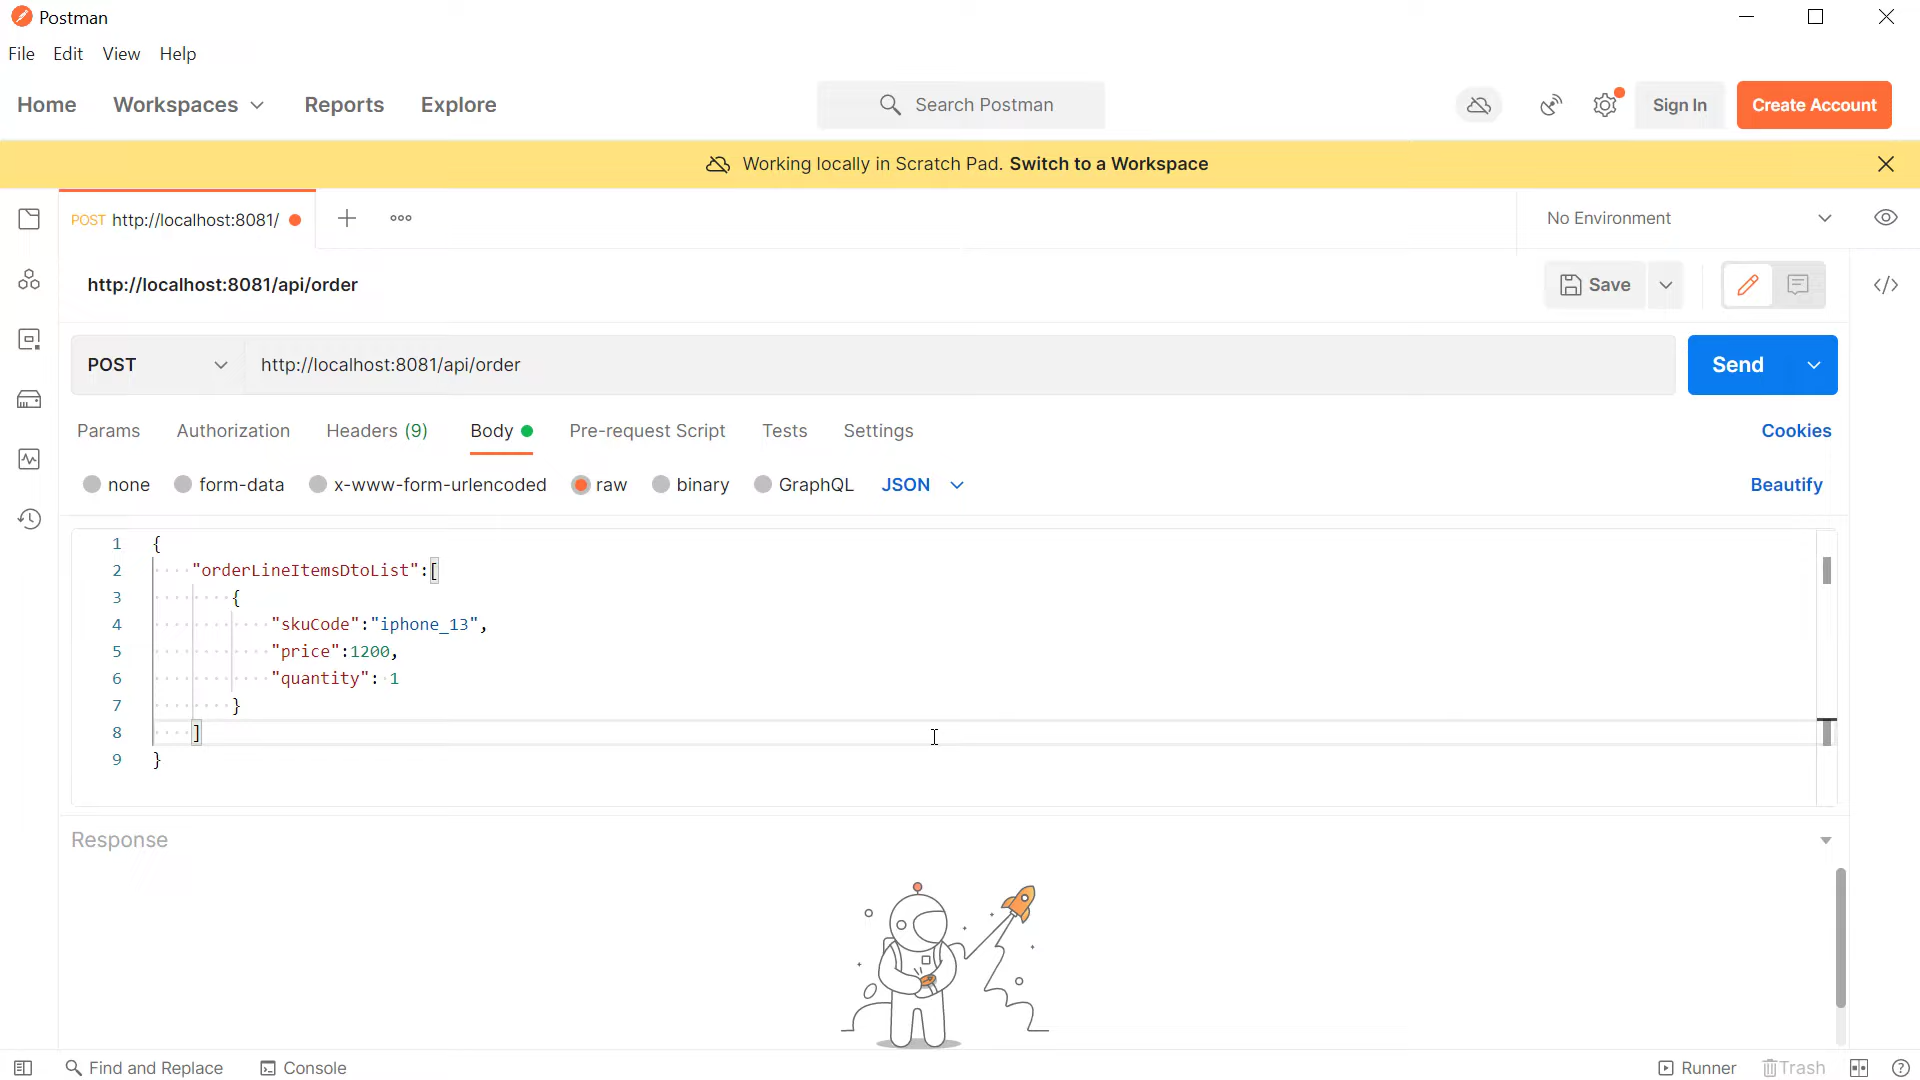 Postman
File Edit View Help
Home Workspaces Reports Explore Search Postman Sign In Create Account
Working locally in Scratch Pad. Switch to a Workspace
POST http://localhost:8081/ No Environment
http://localhost:8081/api/order Save
POST http://localhost:8081/api/order Send
Params Authorization Headers (9) Body Pre-request Script Tests Settings Cookies
none form-data x-www-form-urlencoded raw binary GraphQL JSON Beautify
1 {
2 "orderLineItemsDtoList":[
3 {
4 "skuCode":"iphone_13",
5 "price":1200,
6 "quantity": 1
7 }
8 ]
9 }
Response
Find and Replace Console Runner Trash